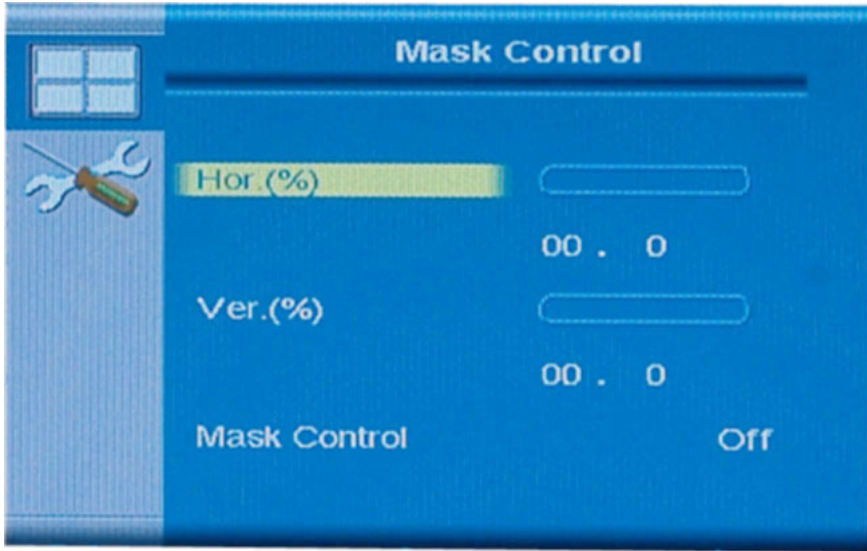 Mask Control
Hor.(%)
00 . 0
Ver.(%)
00 . 0
Mask Control Off